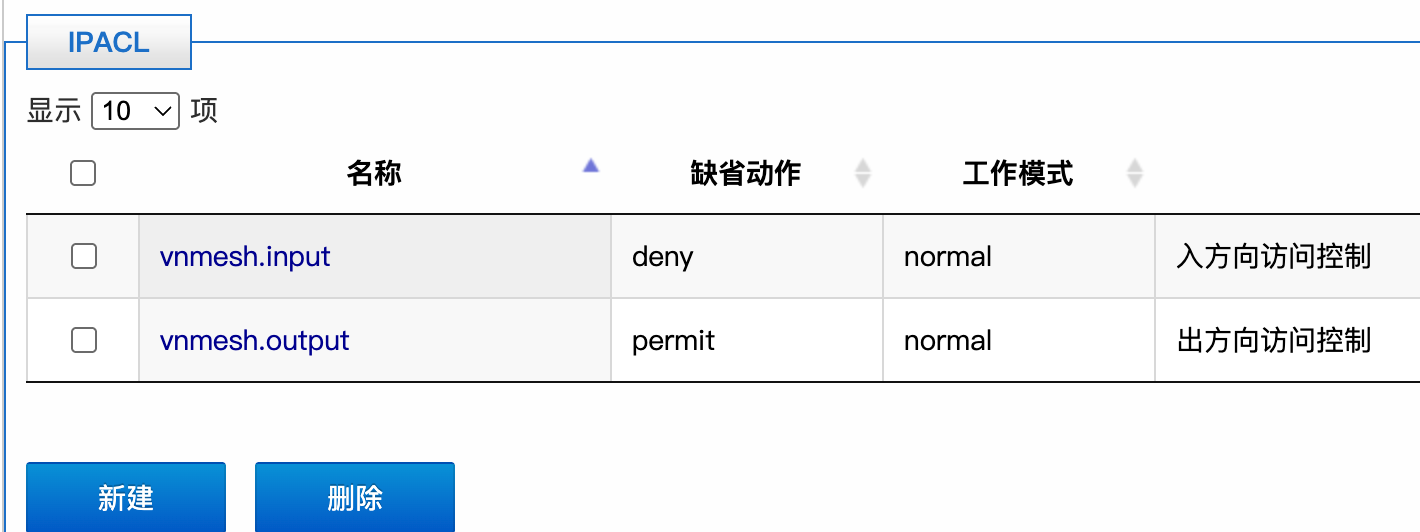 IPACL
显示 10 项
名称 缺省动作 工作模式
vnmesh.input deny normal 入方向访问控制
vnmesh.output permit normal 出方向访问控制
新建 删除